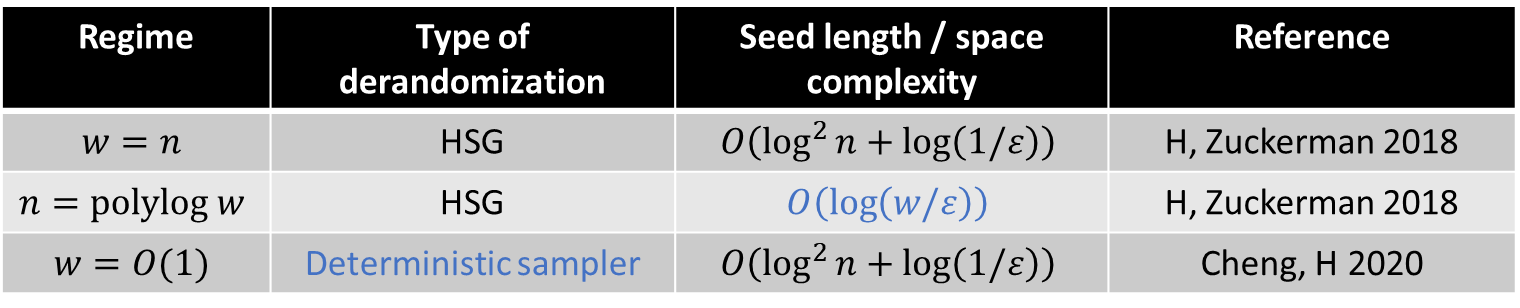 Regime
Type of
derandomization
Seed length / space
complexity
Reference
w = n
HSG
O(log² n + log(1/ε))
H, Zuckerman 2018
n = polylog w
HSG
O(log(w/ε))
H, Zuckerman 2018
w = O(1)
Deterministic sampler
O(log² n + log(1/ε))
Cheng, H 2020